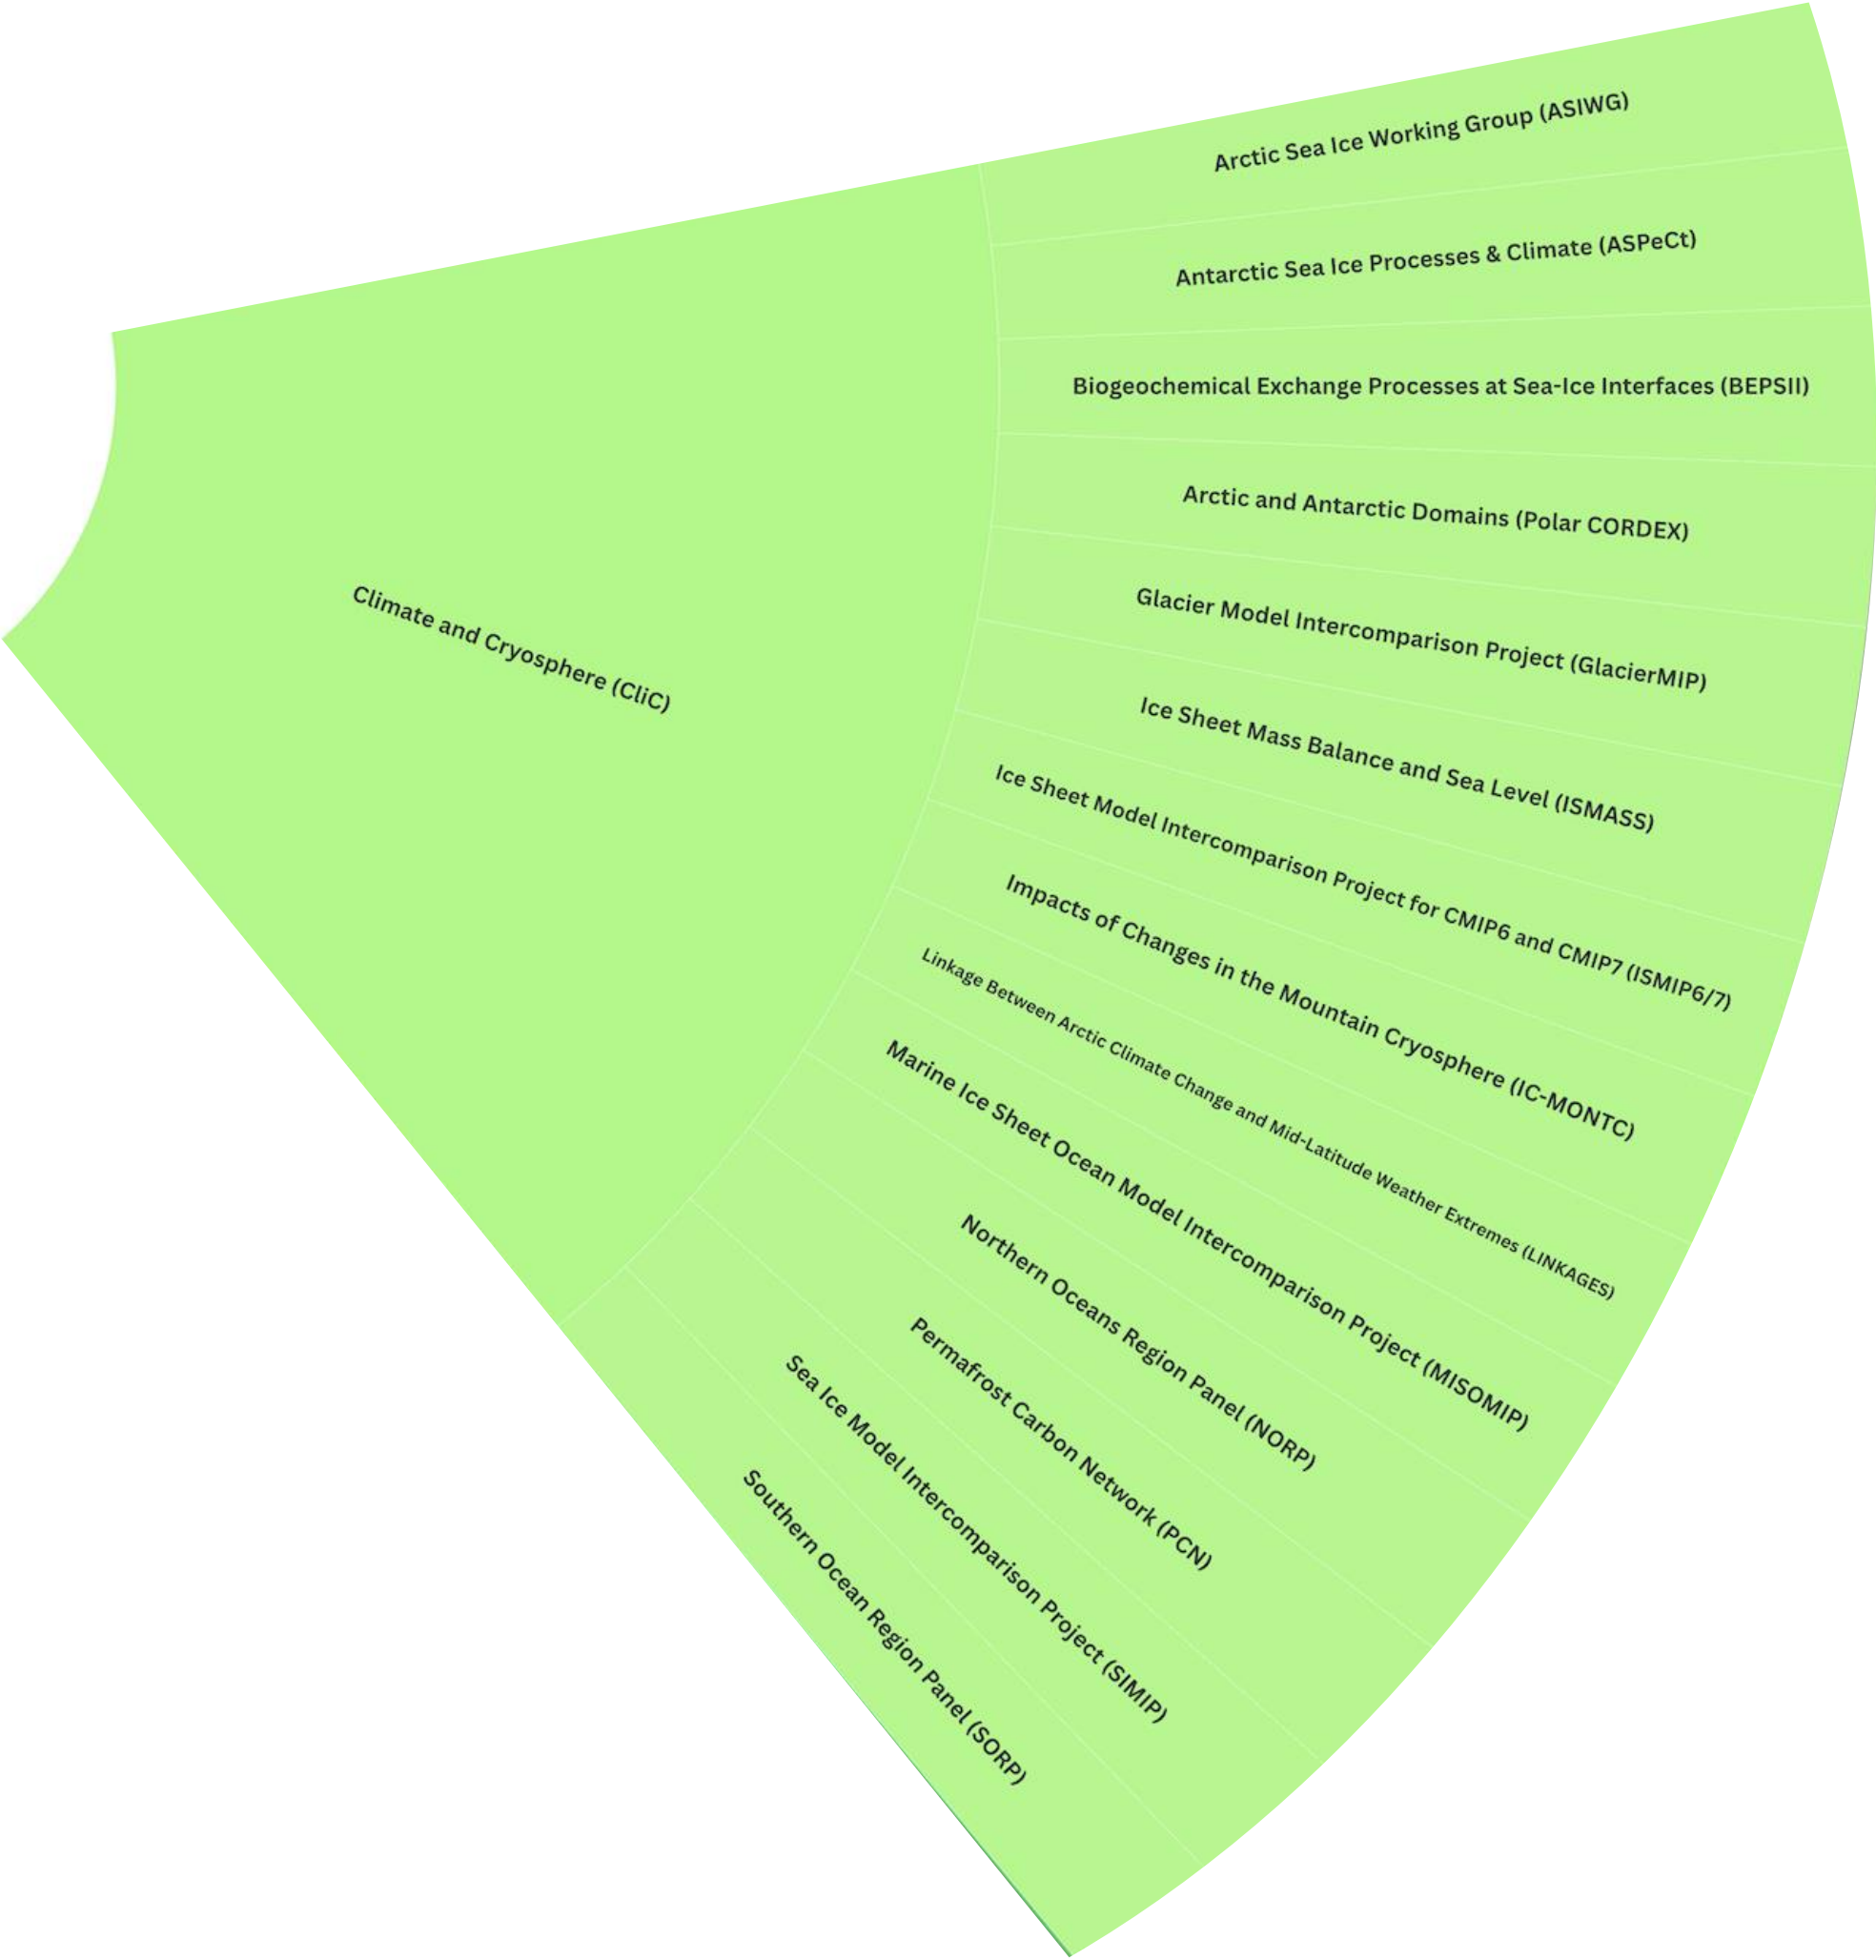 Climate and Cryosphere (CliC)
Arctic Sea Ice Working Group (ASIWG)
Antarctic Sea Ice Processes & Climate (ASPeCt)
Biogeochemical Exchange Processes at Sea-Ice Interfaces (BEPSII)
Arctic and Antarctic Domains (Polar CORDEX)
Glacier Model Intercomparison Project (GlacierMIP)
Ice Sheet Mass Balance and Sea Level (ISMASS)
Ice Sheet Model Intercomparison Project for CMIP6 and CMIP7 (ISMIP6/7)
Impacts of Changes in the Mountain Cryosphere (IC-MONTC)
Linkage Between Arctic Climate Change and Mid-Latitude Weather Extremes (LINKAGES)
Marine Ice Sheet Ocean Model Intercomparison Project (MISOMIP)
Northern Oceans Region Panel (NORP)
Permafrost Carbon Network (PCN)
Sea Ice Model Intercomparison Project (SIMIP)
Southern Ocean Region Panel (SORP)